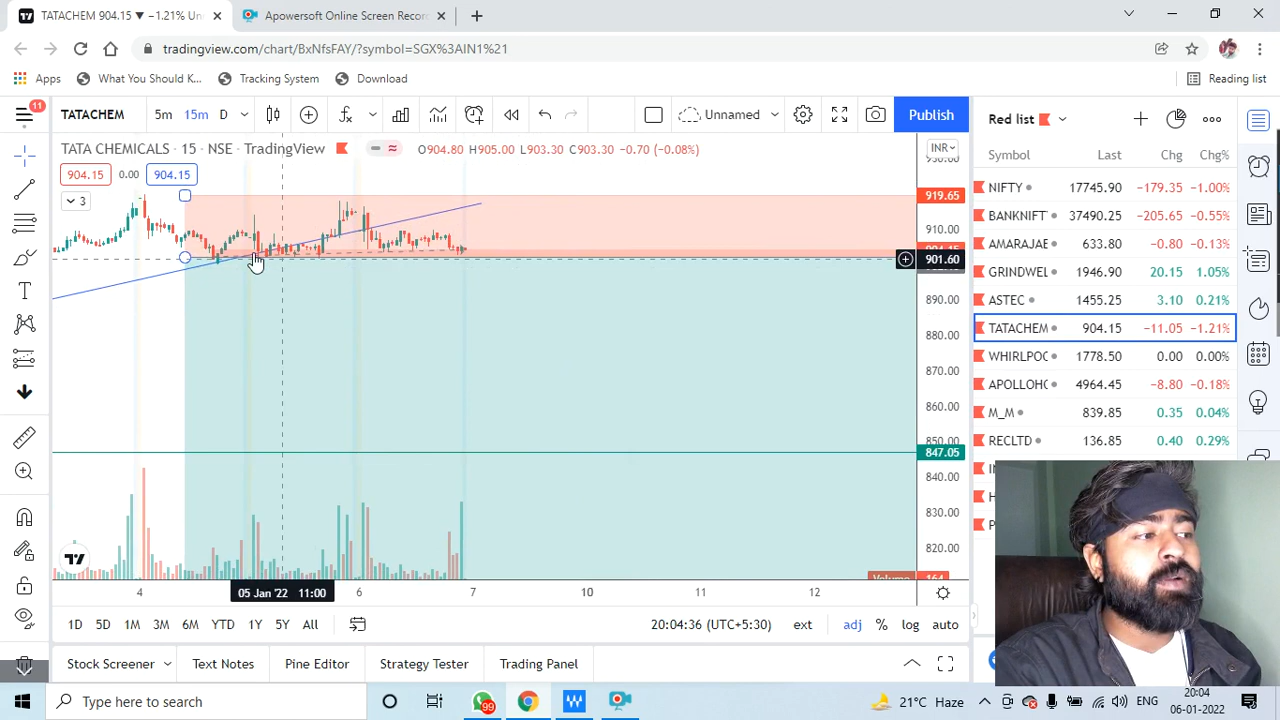 TATACHEM 904.15 ▼ −1.21% Un
Apowersoft Online Screen Recor
tradingview.com/chart/BxNfsFAY/?symbol=SGX%3AIN1%21
Apps What You Should K... Tracking System Download Reading list
11
TATACHEM 5m 15m D Unnamed Publish
Red list
TATA CHEMICALS · 15 · NSE · TradingView O904.80 H905.00 L903.30 C903.30 −0.70 (−0.08%)
INR
Symbol Last Chg Chg%
904.15 0.00 904.15
3
NIFTY 17745.90 −179.35 −1.00%
BANKNIFT 37490.25 −205.65 −0.55%
AMARAJAE 633.80 −0.80 −0.13%
GRINDWEL 1946.90 20.15 1.05%
ASTEC 1455.25 3.10 0.21%
TATACHEM 904.15 −11.05 −1.21%
WHIRLPOC 1778.50 0.00 0.00%
APOLLOHC 4964.45 −8.80 −0.18%
M_M 839.85 0.35 0.04%
RECLTD 136.85 0.40 0.29%
919.65
910.00
901.60
890.00
880.00
870.00
860.00
850.00
847.05
840.00
830.00
820.00
Volume 164
4 05 Jan '22 11:00 6 7 10 11 12
1D 5D 1M 3M 6M YTD 1Y 5Y All 20:04:36 (UTC+5:30) ext adj % log auto
Stock Screener Text Notes Pine Editor Strategy Tester Trading Panel
Type here to search
99
21°C Haze
ENG
20:04
06-01-2022